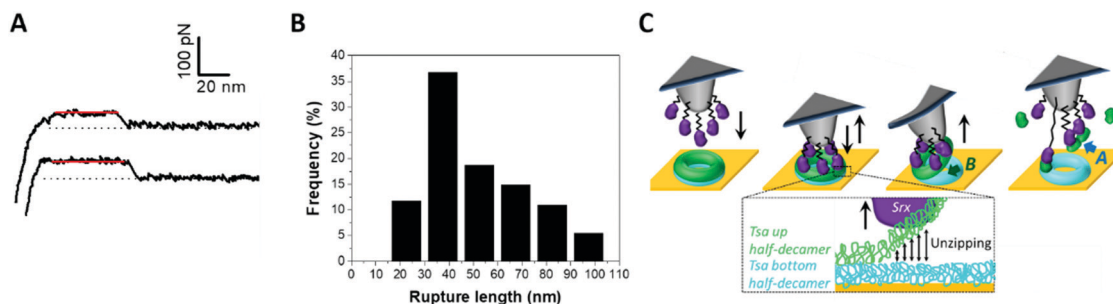 A
100 pN
20 nm
B
Frequency (%)
40
35
30
25
20
15
10
5
0
0 10 20 30 40 50 60 70 80 90 100 110
Rupture length (nm)
C
B
A
Srx
Tsa up
half-decamer
Tsa bottom
half-decamer
Unzipping